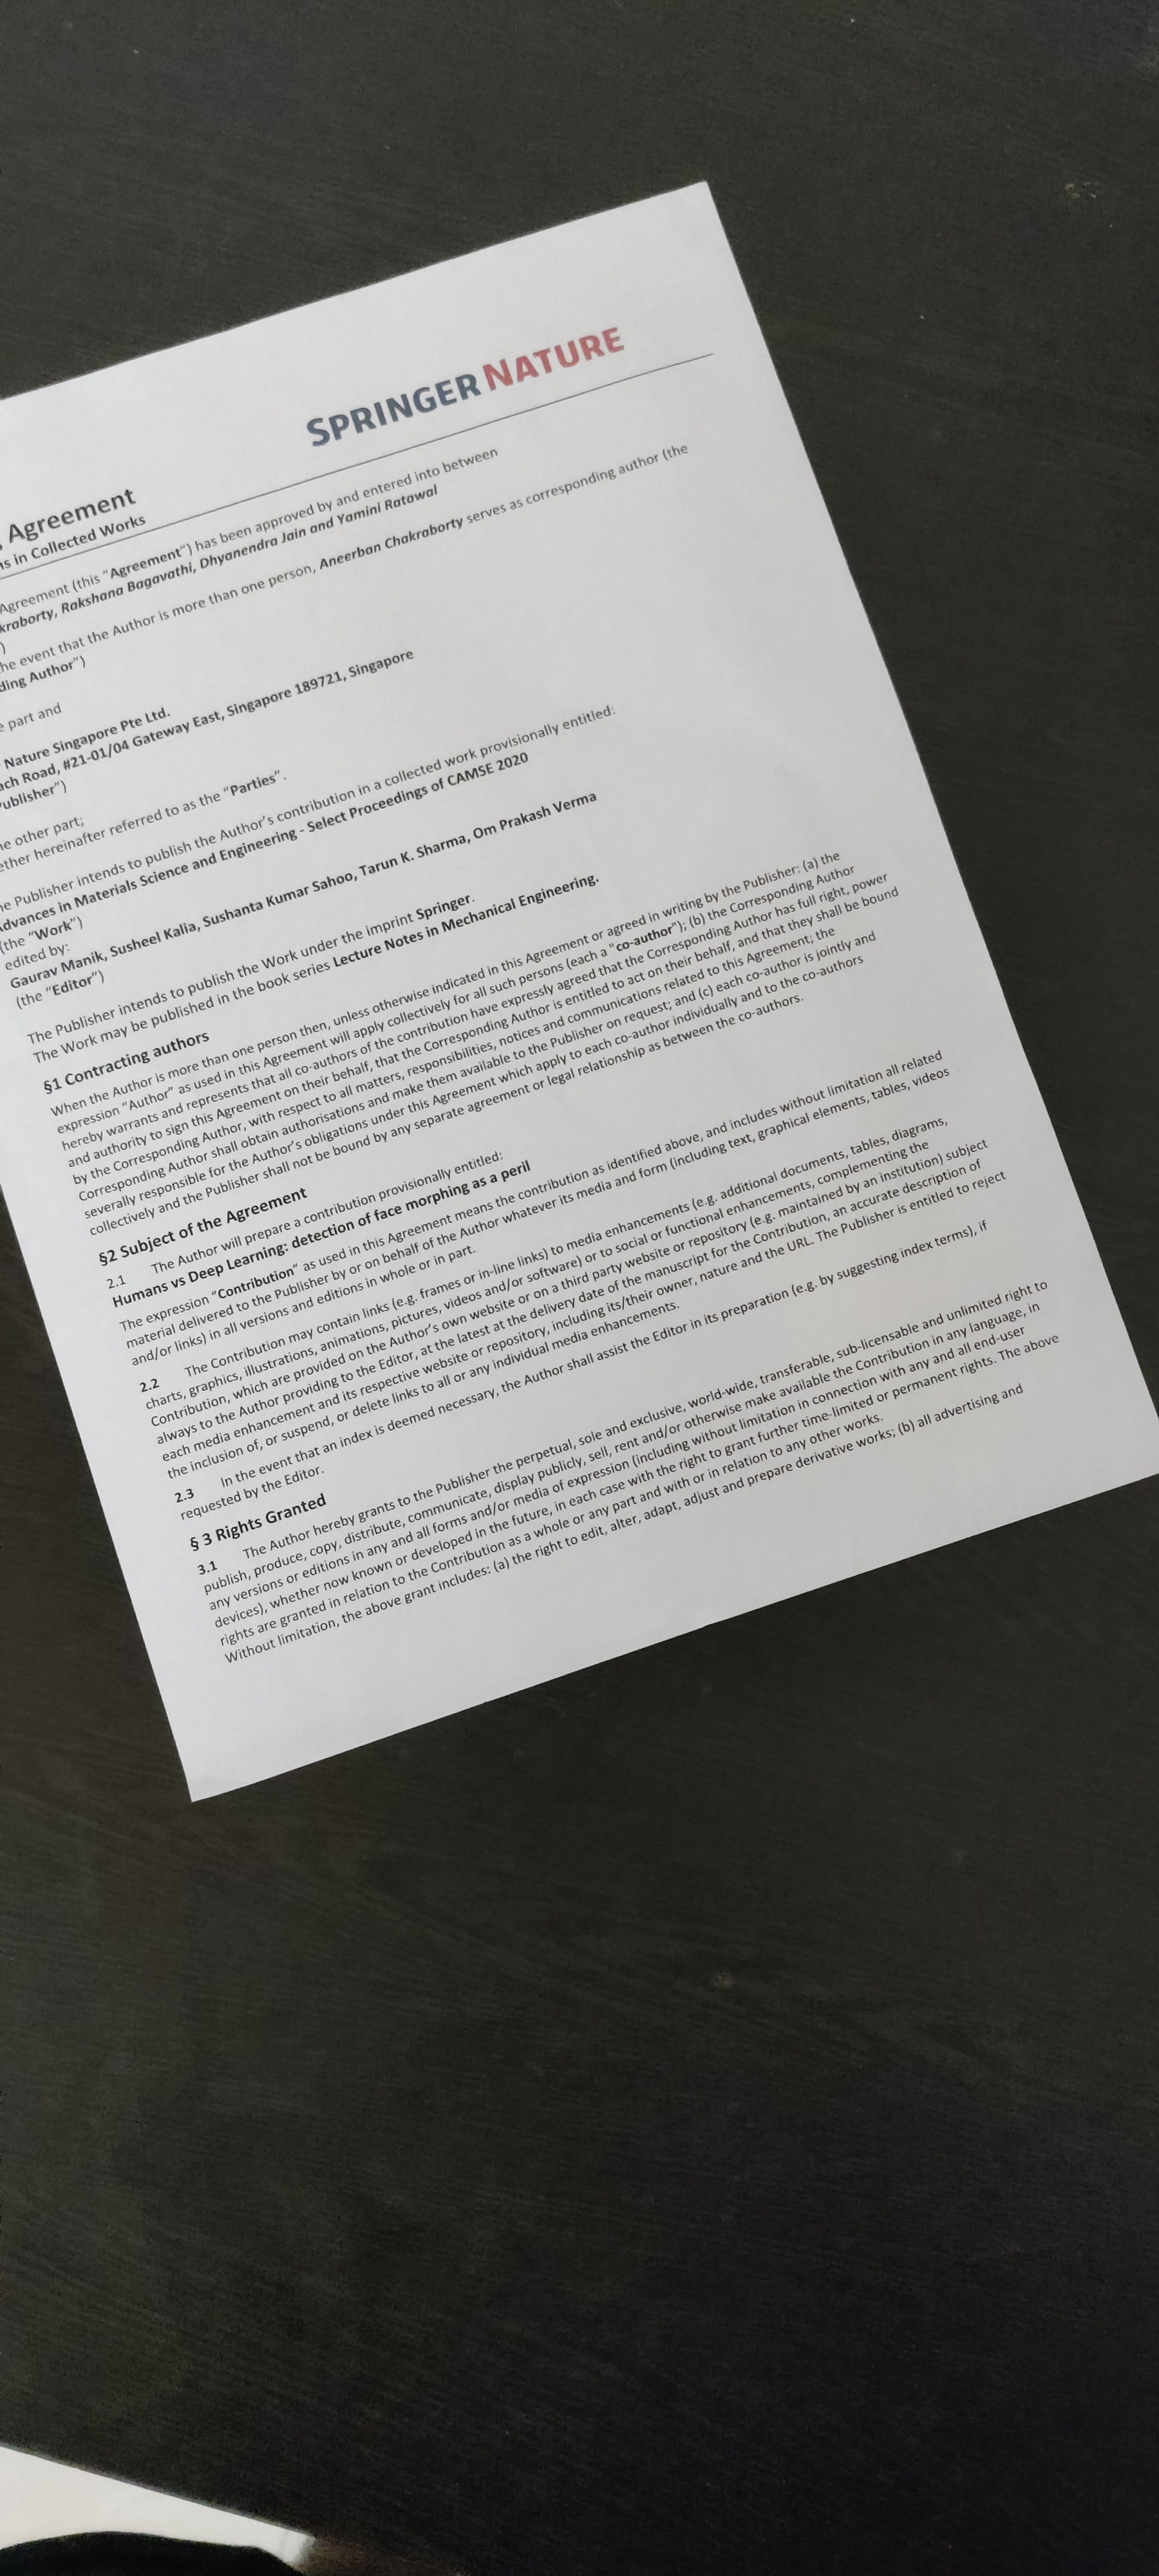 SPRINGER NATURE
Agreement
in Collected Works
Agreement (this "Agreement") has been approved by and entered into between
Rakshana Bagavathi, Dhyanendra Jain and Yamini Ratawal
)
the event that the Author is more than one person, Aneerban Chakraborty serves as corresponding author (the
Author")
part and
Nature Singapore Pte Ltd.
Road, #21-01/04 Gateway East, Singapore 189721, Singapore
other part;
hereinafter referred to as the "Parties".
Publisher intends to publish the Author's contribution in a collected work provisionally entitled:
Advances in Materials Science and Engineering - Select Proceedings of CAMSE 2020
(the "Work")
edited by:
Gaurav Manik, Susheel Kalia, Sushanta Kumar Sahoo, Tarun K. Sharma, Om Prakash Verma
(the "Editor")
The Publisher intends to publish the Work under the imprint Springer.
The Work may be published in the book series Lecture Notes in Mechanical Engineering.
§1 Contracting authors
When the Author is more than one person then, unless otherwise indicated in this Agreement or agreed in writing by the Publisher: (a) the
expression "Author" as used in this Agreement will apply collectively for all such persons (each a "co-author"); (b) the Corresponding Author
hereby warrants and represents that all co-authors of the contribution have expressly agreed that the Corresponding Author has full right, power
and authority to sign this Agreement on their behalf, that the Corresponding Author is entitled to act on their behalf, and that they shall be bound
by the Corresponding Author, with respect to all matters, responsibilities, notices and communications related to this Agreement; the
Corresponding Author shall obtain authorisations and make them available to the Publisher on request; and (c) each co-author is jointly and
severally responsible for the Author's obligations under this Agreement which apply to each co-author individually and to the co-authors
collectively and the Publisher shall not be bound by any separate agreement or legal relationship as between the co-authors.
§2 Subject of the Agreement
2.1 The Author will prepare a contribution provisionally entitled:
Humans vs Deep Learning: detection of face morphing as a peril
The expression "Contribution" as used in this Agreement means the contribution as identified above, and includes without limitation all related
material delivered to the Publisher by or on behalf of the Author whatever its media and form (including text, graphical elements, tables, videos
and/or links) in all versions and editions in whole or in part.
2.2 The Contribution may contain links (e.g. frames or in-line links) to media enhancements (e.g. additional documents, tables, diagrams,
charts, graphics, illustrations, animations, pictures, videos and/or software) or to social or functional enhancements, complementing the
Contribution, which are provided on the Author's own website or on a third party website or repository (e.g. maintained by an institution) subject
always to the Author providing to the Editor, at the latest at the delivery date of the manuscript for the Contribution, an accurate description of
each media enhancement and its respective website or repository, including its/their owner, nature and the URL. The Publisher is entitled to reject
the inclusion of, or suspend, or delete links to all or any individual media enhancements.
2.3 In the event that an index is deemed necessary, the Author shall assist the Editor in its preparation (e.g. by suggesting index terms), if
requested by the Editor.
§ 3 Rights Granted
3.1 The Author hereby grants to the Publisher the perpetual, sole and exclusive, world-wide, transferable, sub-licensable and unlimited right to
publish, produce, copy, distribute, communicate, display publicly, sell, rent and/or otherwise make available the Contribution in any language, in
any versions or editions in any and all forms and/or media of expression (including without limitation in connection with any and all end-user
devices), whether now known or developed in the future, in each case with the right to grant further time-limited or permanent rights. The above
rights are granted in relation to the Contribution as a whole or any part and with or in relation to any other works.
Without limitation, the above grant includes: (a) the right to edit, alter, adapt, adjust and prepare derivative works; (b) all advertising and